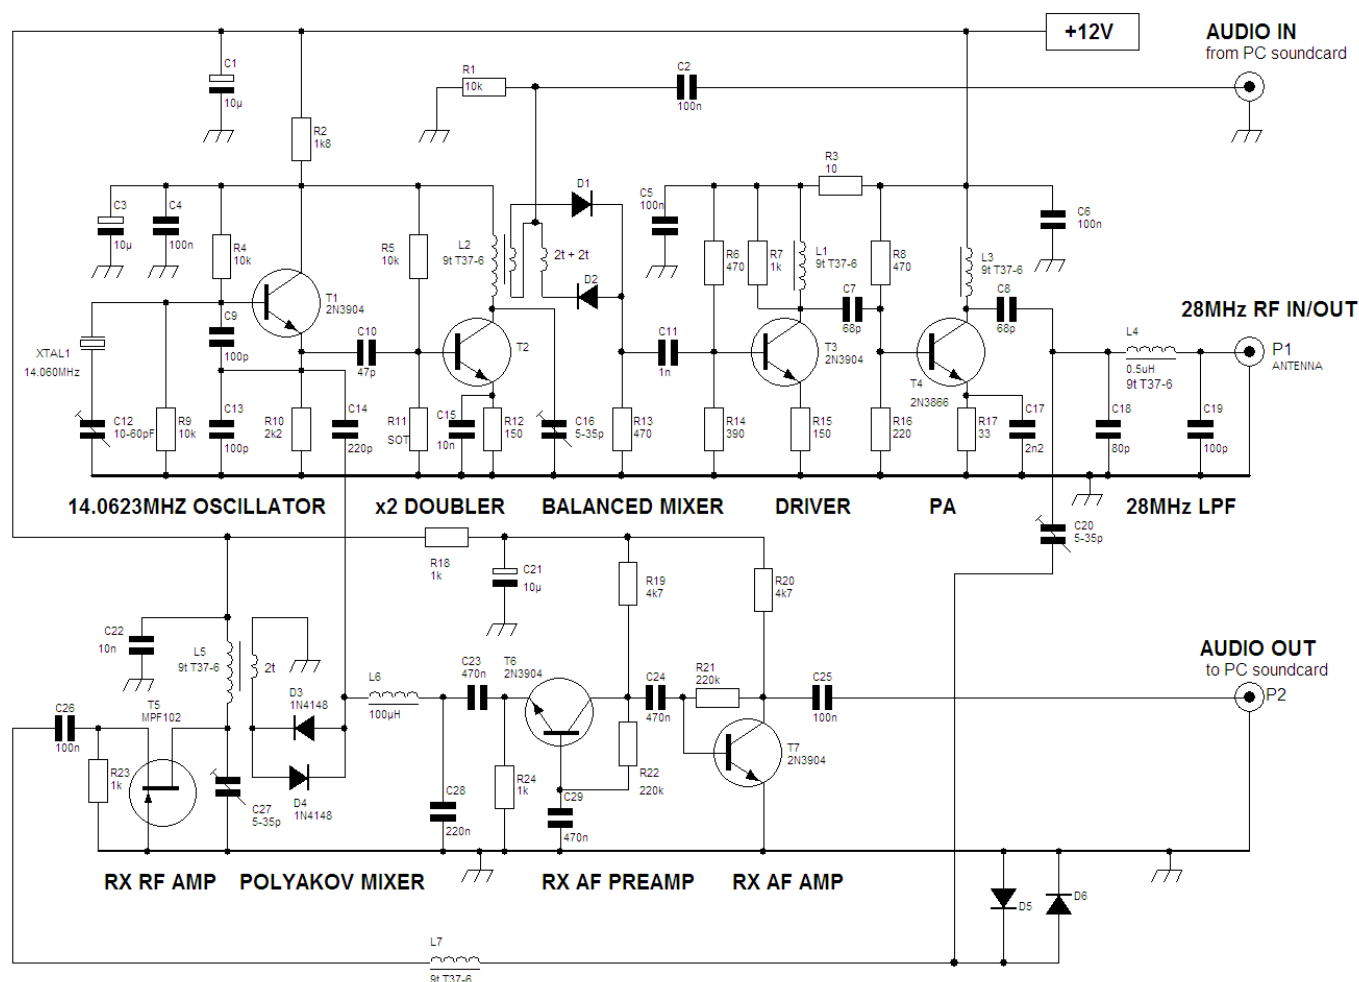 +12V
AUDIO IN
from PC soundcard
C1
10µ
R1
10k
C2
100n
R2
1k8
R3
10
D1
C3
10µ
C4
100n
R4
10k
R5
10k
L2
9t T37-6
2t + 2t
D2
C5
100n
R6
470
R7
1k
L1
9t T37-6
R8
470
L3
9t T37-6
C6
100n
T1
2N3904
C7
68p
C8
68p
28MHz RF IN/OUT
C9
100p
XTAL1
14.060MHz
C10
47p
T2
C11
1n
T3
2N3904
T4
2N3866
L4
0.5uH
9t T37-6
P1
ANTENNA
C12
10-60pF
R9
10k
C13
100p
R10
2k2
C14
220p
R11
SOT
C15
10n
R12
150
C16
5-35p
R13
470
R14
390
R15
150
R16
220
R17
33
C17
2n2
C18
80p
C19
100p
14.0623MHZ OSCILLATOR
x2 DOUBLER
BALANCED MIXER
DRIVER
PA
28MHz LPF
C20
5-35p
R18
1k
C21
10µ
R19
4k7
R20
4k7
C22
10n
L5
9t T37-6
2t
AUDIO OUT
to PC soundcard
P2
D3
1N4148
L6
100µH
C23
470n
T6
2N3904
C24
470n
R21
220k
C25
100n
C26
100n
T5
MPF102
R23
1k
C27
5-35p
D4
1N4148
C28
220n
R24
1k
C29
470n
R22
220k
T7
2N3904
RX RF AMP
POLYAKOV MIXER
RX AF PREAMP
RX AF AMP
D5
D6
L7
9t T37-6